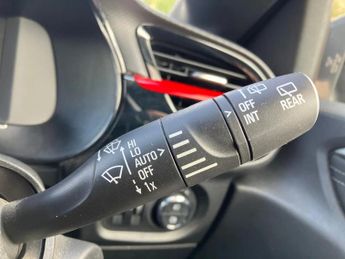 HI
LO
AUTO
OFF
1x
OFF
INT
REAR